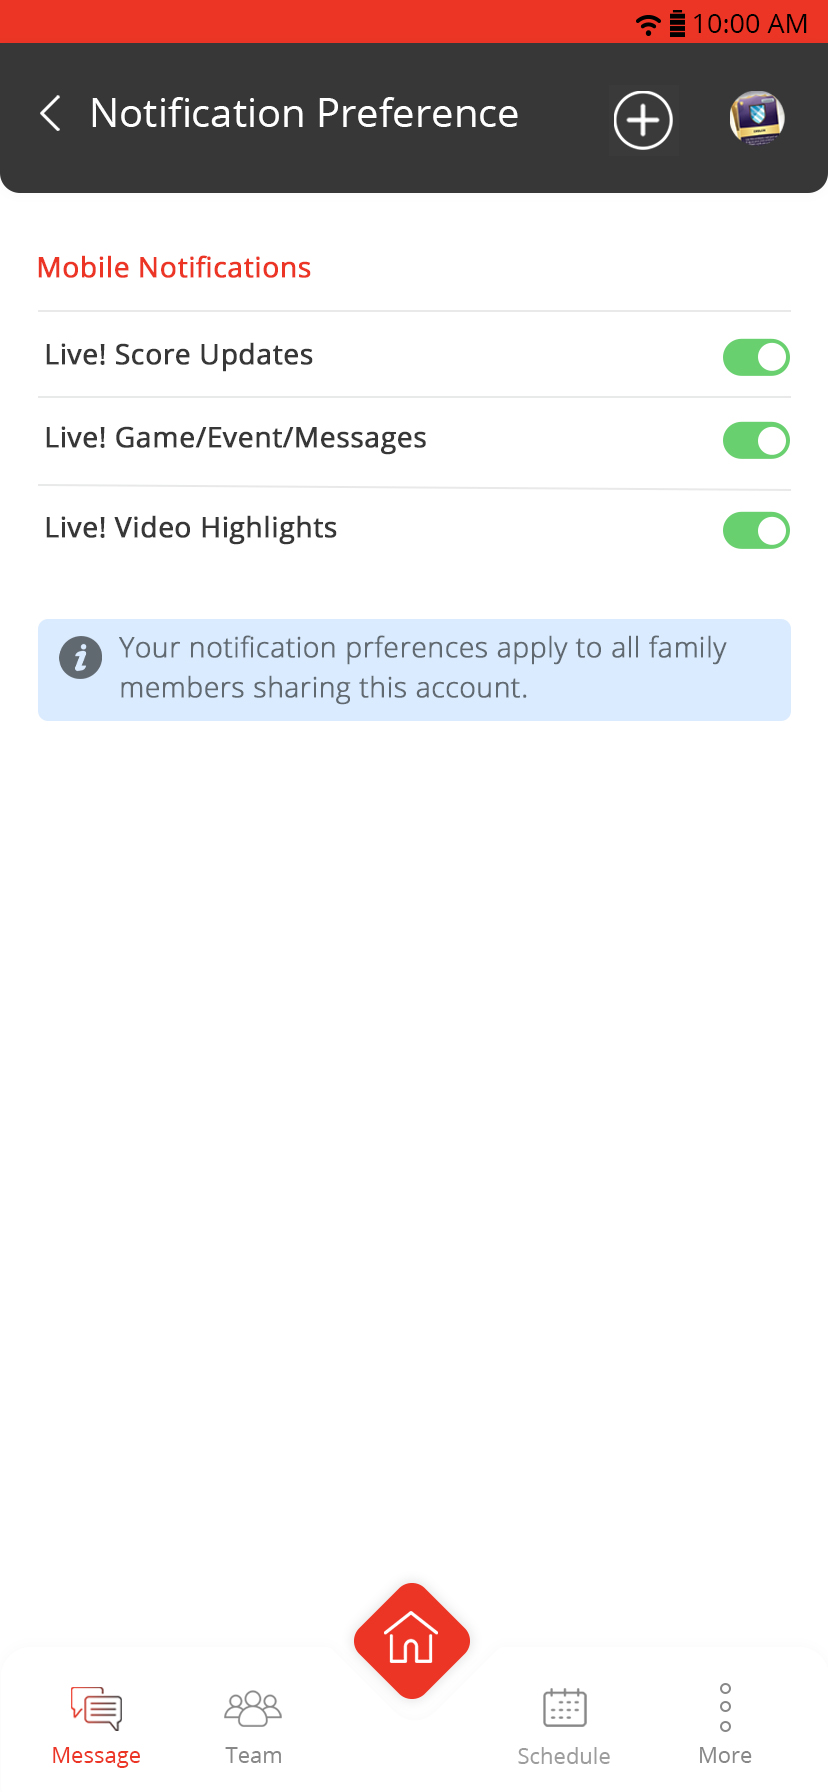 10:00 AM
Notification Preference
Mobile Notifications
Live! Score Updates
Live! Game/Event/Messages
Live! Video Highlights
Your notification prferences apply to all family
members sharing this account.
Message
Team
Schedule
More